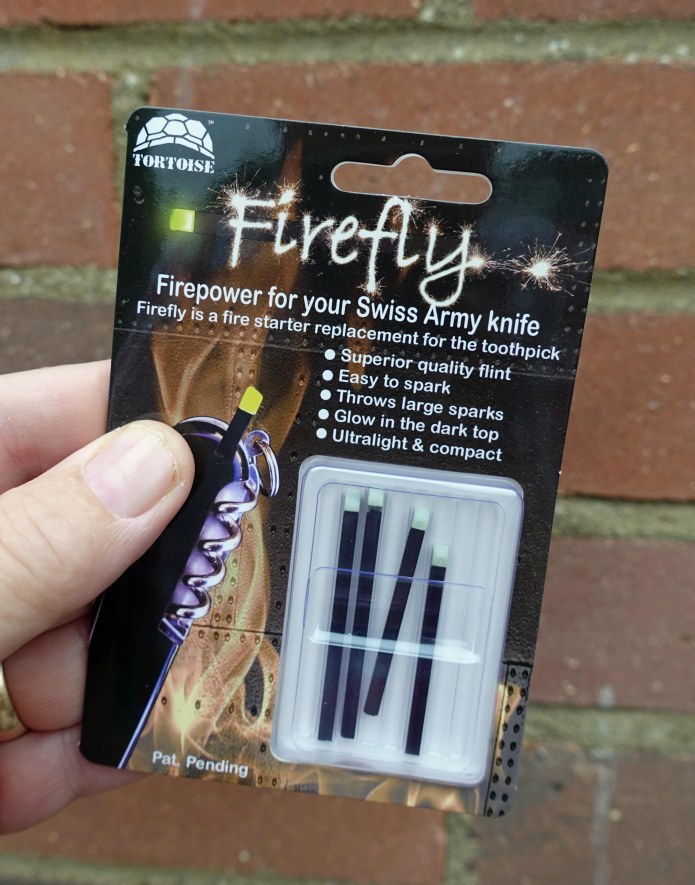 TORTOISE
™
Firefly
Firepower for your Swiss Army knife
Firefly is a fire starter replacement for the toothpick
● Superior quality flint
● Easy to spark
● Throws large sparks
● Glow in the dark top
● Ultralight & compact
Pat. Pending